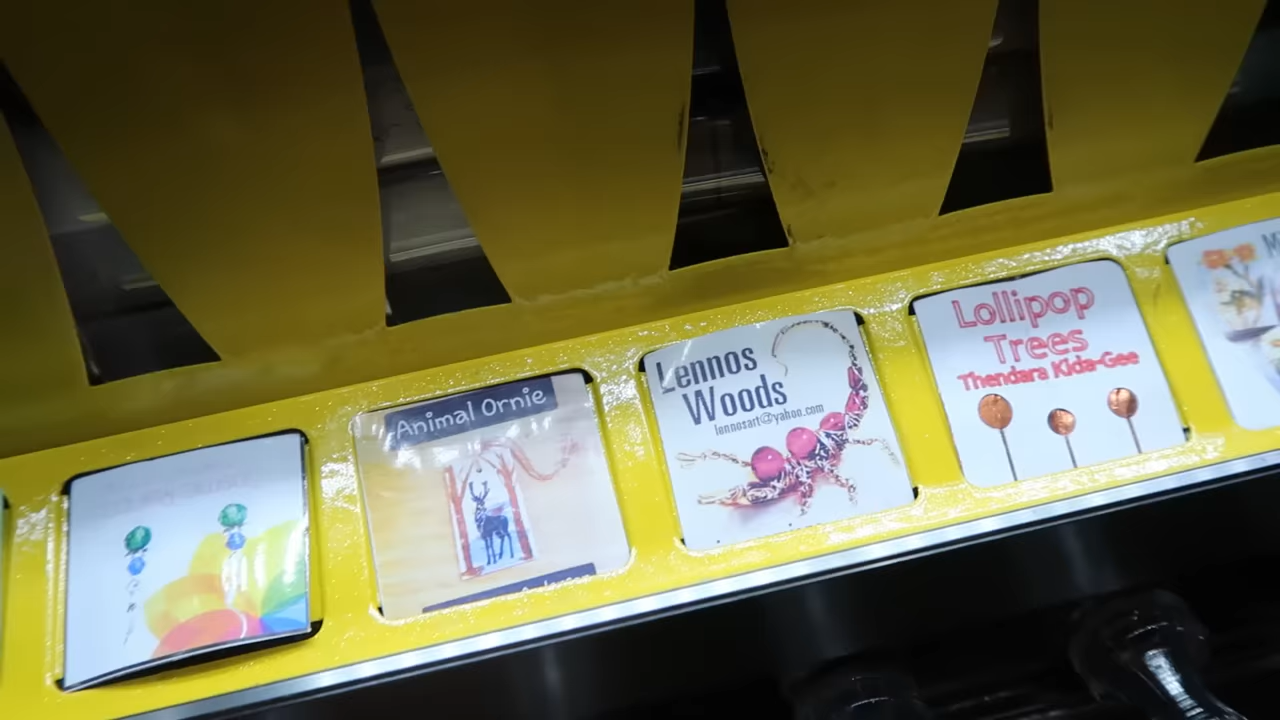 Animal Ornie
Lennos
Woods
lennosart@yahoo.com
Lollipop
Trees
Thendara Kida-Gee